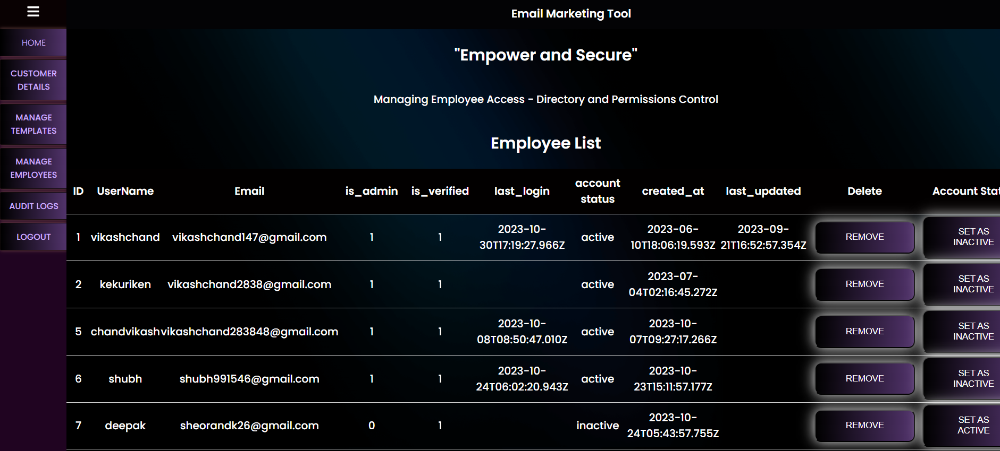 Email Marketing Tool
HOME
CUSTOMER
DETAILS
MANAGE
TEMPLATES
MANAGE
EMPLOYEES
AUDIT LOGS
LOGOUT
"Empower and Secure"
Managing Employee Access - Directory and Permissions Control
Employee List
ID UserName Email is_admin is_verified last_login account status created_at last_updated Delete Account Stat
1 vikashchand vikashchand147@gmail.com 1 1 2023-10-30T17:19:27.966Z active 2023-06-10T18:06:19.593Z 2023-09-21T16:52:57.354Z REMOVE SET AS INACTIVE
2 kekuriken vikashchand2838@gmail.com 1 1 active 2023-07-04T02:16:45.272Z REMOVE SET AS INACTIVE
5 chandvikash vikashchand283848@gmail.com 1 1 2023-10-08T08:50:47.010Z active 2023-10-07T09:27:17.266Z REMOVE SET AS INACTIVE
6 shubh shubh991546@gmail.com 1 1 2023-10-24T06:02:20.943Z active 2023-10-23T15:11:57.177Z REMOVE SET AS INACTIVE
7 deepak sheorandk26@gmail.com 0 1 inactive 2023-10-24T05:43:57.755Z REMOVE SET AS ACTIVE